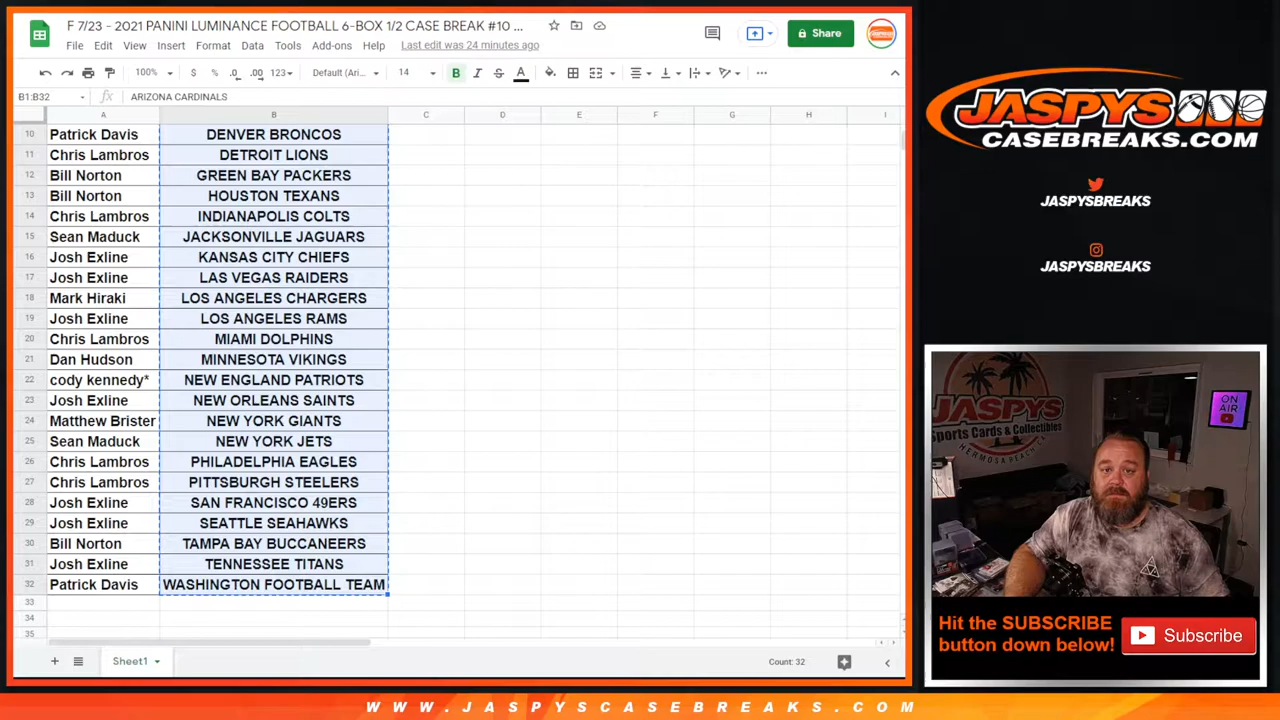 F 7/23 - 2021 PANINI LUMINANCE FOOTBALL 6-BOX 1/2 CASE BREAK #10 ...
File Edit View Insert Format Data Tools Add-ons Help Last edit was 24 minutes ago
Share
100% $ % .0 .00 123 Default (Ari... 14 B I S A
B1:B32 fx ARIZONA CARDINALS
A B C D E F G H I
10 Patrick Davis DENVER BRONCOS
11 Chris Lambros DETROIT LIONS
12 Bill Norton GREEN BAY PACKERS
13 Bill Norton HOUSTON TEXANS
14 Chris Lambros INDIANAPOLIS COLTS
15 Sean Maduck JACKSONVILLE JAGUARS
16 Josh Exline KANSAS CITY CHIEFS
17 Josh Exline LAS VEGAS RAIDERS
18 Mark Hiraki LOS ANGELES CHARGERS
19 Josh Exline LOS ANGELES RAMS
20 Chris Lambros MIAMI DOLPHINS
21 Dan Hudson MINNESOTA VIKINGS
22 cody kennedy* NEW ENGLAND PATRIOTS
23 Josh Exline NEW ORLEANS SAINTS
24 Matthew Brister NEW YORK GIANTS
25 Sean Maduck NEW YORK JETS
26 Chris Lambros PHILADELPHIA EAGLES
27 Chris Lambros PITTSBURGH STEELERS
28 Josh Exline SAN FRANCISCO 49ERS
29 Josh Exline SEATTLE SEAHAWKS
30 Bill Norton TAMPA BAY BUCCANEERS
31 Josh Exline TENNESSEE TITANS
32 Patrick Davis WASHINGTON FOOTBALL TEAM
33
34
35
Sheet1
Count: 32
JASPYS
CASEBREAKS.COM
JASPYSBREAKS
JASPYSBREAKS
JASPYS
Sports Cards & Collectibles
HERMOSA BEACH, CA
ON
AIR
Hit the SUBSCRIBE
button down below!
Subscribe
WWW.JASPYSCASEBREAKS.COM